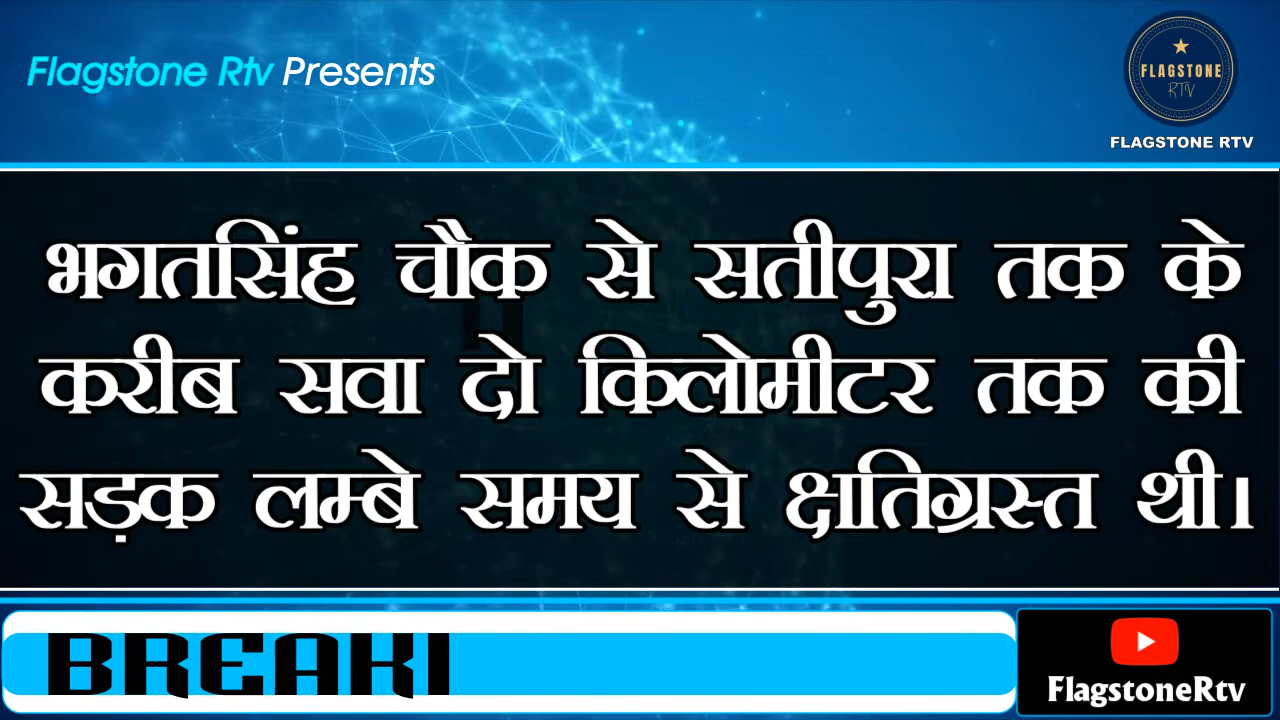 Flagstone Rtv Presents
FLAGSTONE
RTV
FLAGSTONE RTV
भगतसिंह चौक से सतीपुरा तक के
करीब सवा दो किलोमीटर तक की
सड़क लम्बे समय से क्षतिग्रस्त थी।
BREAKI
FlagstoneRtv